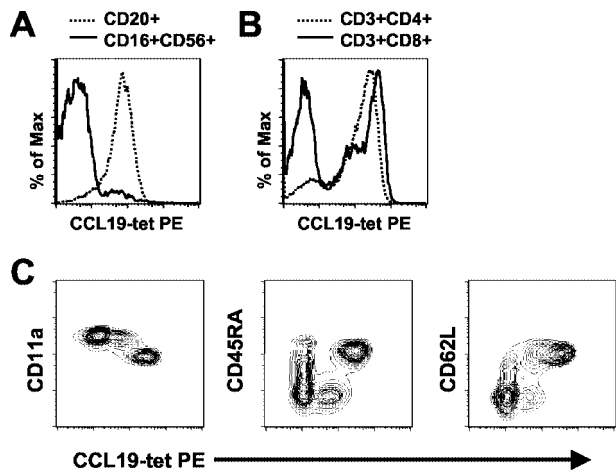 A
CD20+
CD16+CD56+
% of Max
CCL19-tet PE
B
CD3+CD4+
CD3+CD8+
% of Max
CCL19-tet PE
C
CD11a
CD45RA
CD62L
CCL19-tet PE